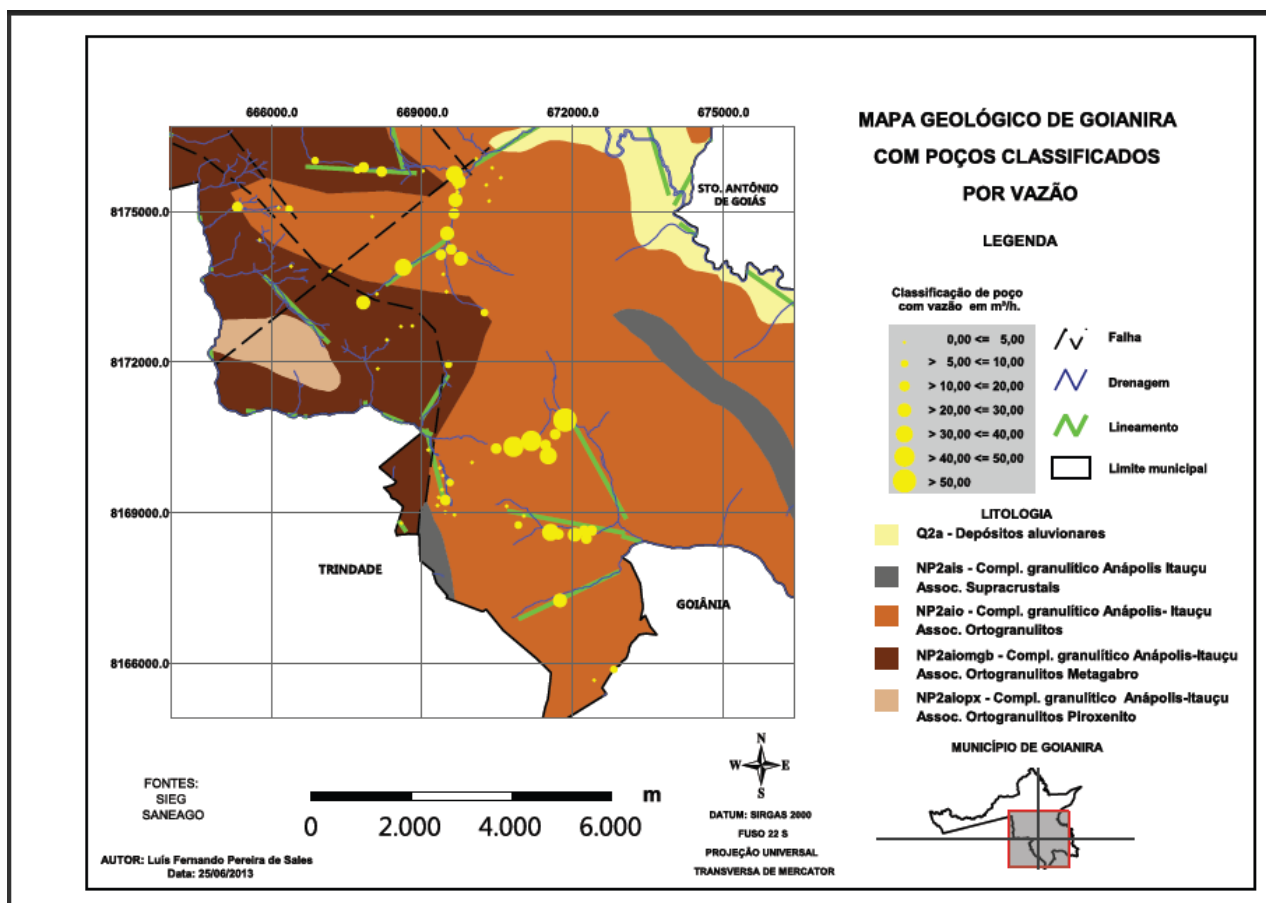 MAPA GEOLÓGICO DE GOIANIRA
COM POÇOS CLASSIFICADOS
POR VAZÃO
666000.0
669000.0
672000.0
675000.0
8175000.0
8172000.0
8169000.0
8166000.0
STO. ANTÔNIO
DE GOIÁS
TRINDADE
GOIÂNIA
LEGENDA
Classificação de poço
com vazão em m³/h.
0,00 <= 5,00
> 5,00 <= 10,00
> 10,00 <= 20,00
> 20,00 <= 30,00
> 30,00 <= 40,00
> 40,00 <= 50,00
> 50,00
Falha
Drenagem
Lineamento
Limite municipal
LITOLOGIA
Q2a - Depósitos aluvionares
NP2ais - Compl. granulítico Anápolis Itauçu
Assoc. Supracrustais
NP2aio - Compl. granulítico Anápolis- Itauçu
Assoc. Ortogranulitos
NP2aiomgb - Compl. granulítico Anápolis-Itauçu
Assoc. Ortogranulitos Metagabro
NP2aiopx - Compl. granulítico Anápolis-Itauçu
Assoc. Ortogranulitos Piroxenito
MUNICÍPIO DE GOIANIRA
FONTES:
SIEG
SANEAGO
m
0 2.000 4.000 6.000
N
W E
S
DATUM: SIRGAS 2000
FUSO 22 S
PROJEÇÃO UNIVERSAL
TRANSVERSA DE MERCATOR
AUTOR: Luís Fernando Pereira de Sales
Data: 25/06/2013